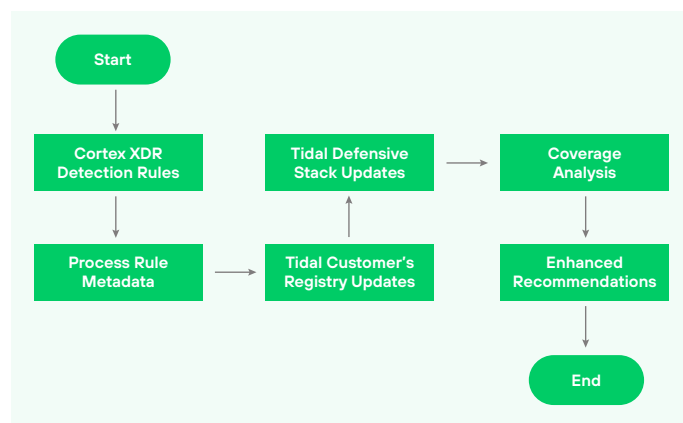 Start
Cortex XDR
Detection Rules
Process Rule
Metadata
Tidal Customer's
Registry Updates
Tidal Defensive
Stack Updates
Coverage
Analysis
Enhanced
Recommendations
End